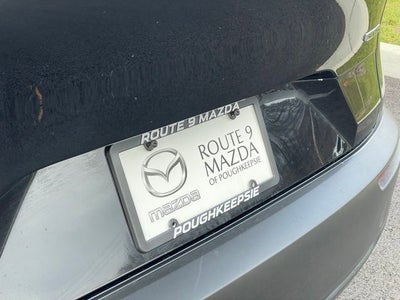 ROUTE 9 MAZDA
ROUTE 9
MAZDA
OF POUGHKEEPSIE
mazda
POUGHKEEPSIE